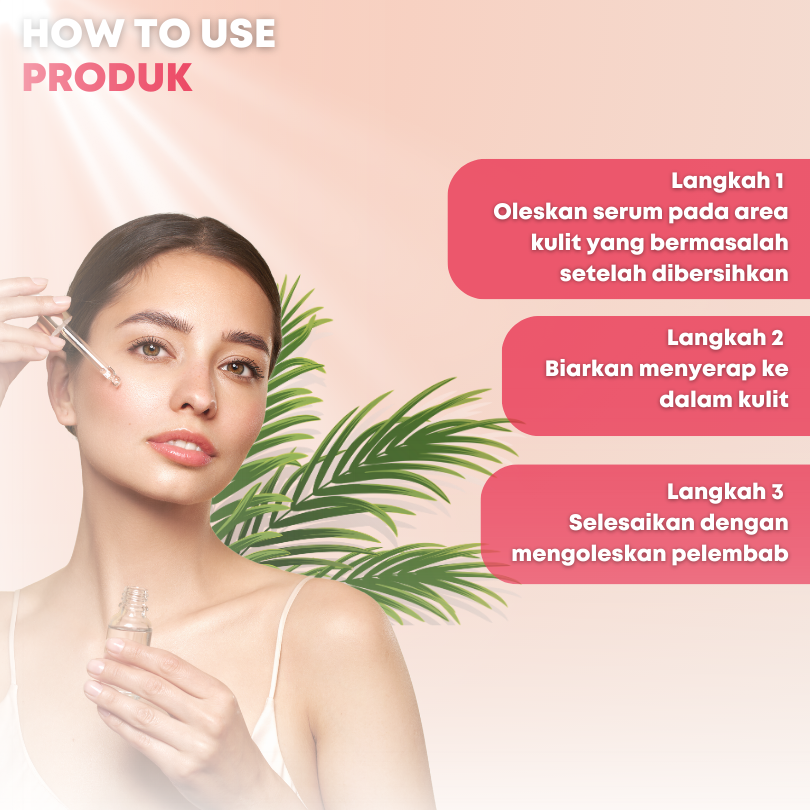 HOW TO USE
PRODUK
Langkah 1
Oleskan serum pada area
kulit yang bermasalah
setelah dibersihkan
Langkah 2
Biarkan menyerap ke
dalam kulit
Langkah 3
Selesaikan dengan
mengoleskan pelembab